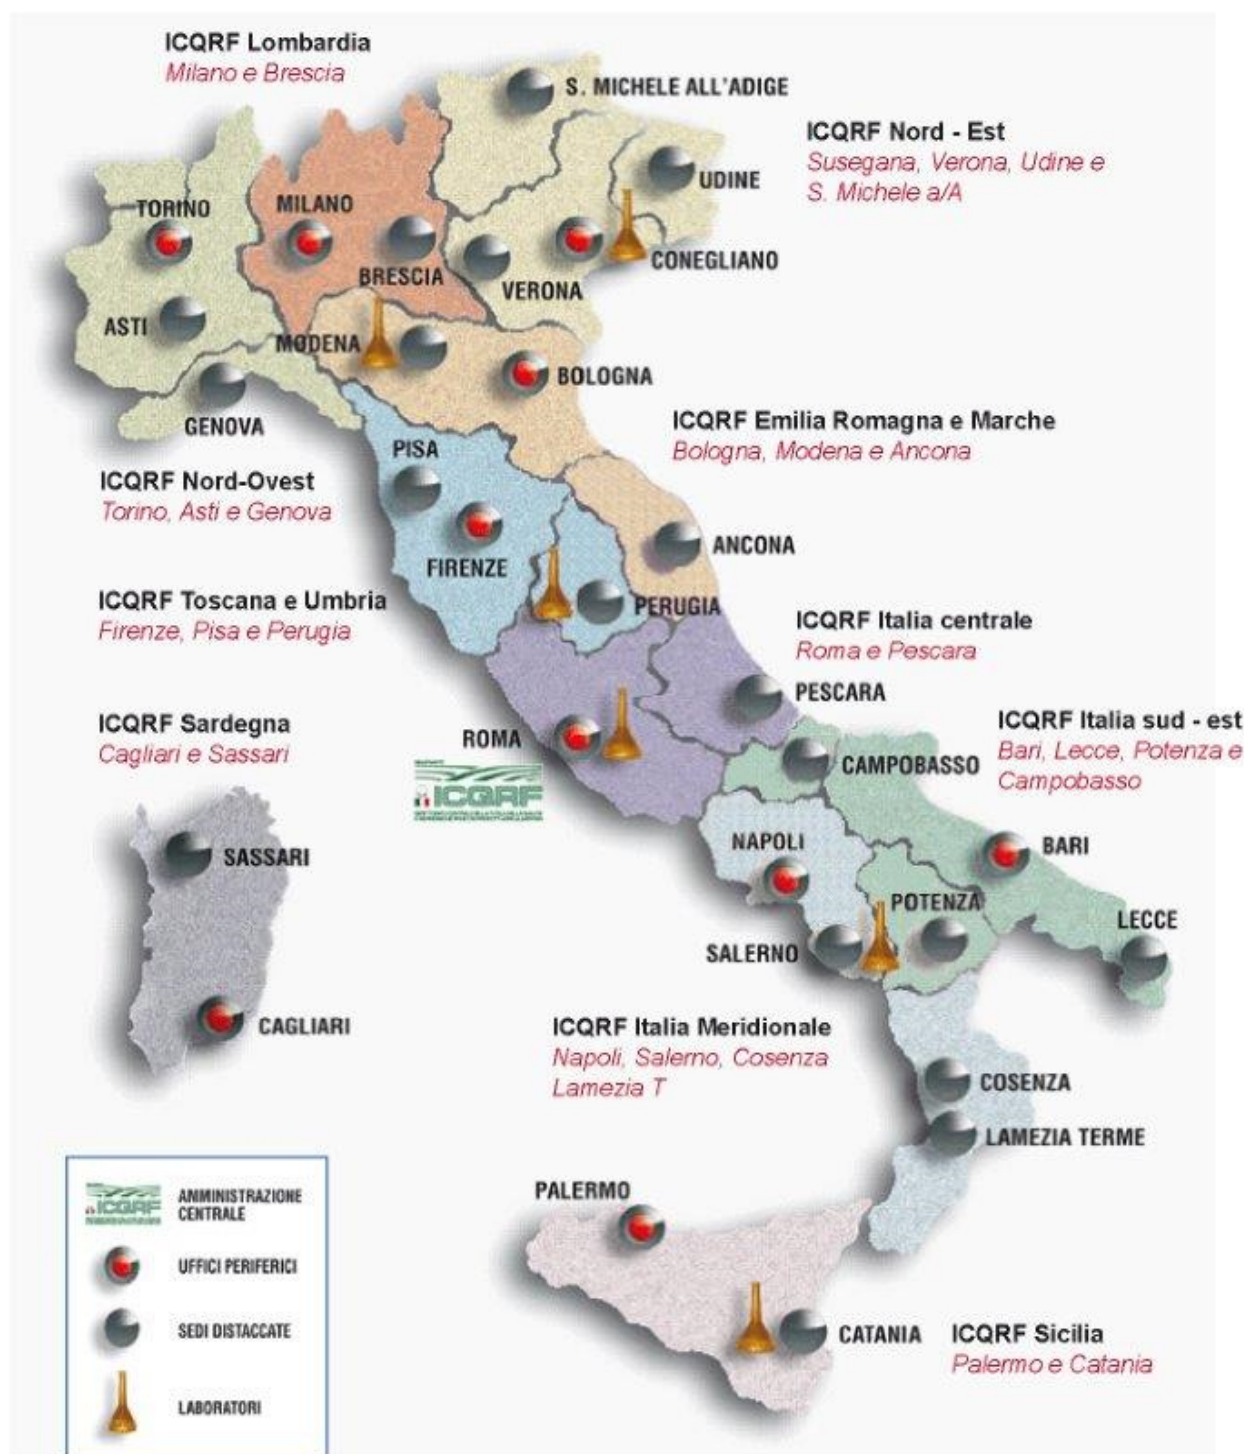 ICQRF Lombardia
Milano e Brescia
S. MICHELE ALL'ADIGE
ICQRF Nord - Est
Susegana, Verona, Udine e
S. Michele a/A
UDINE
TORINO
MILANO
BRESCIA
VERONA
CONEGLIANO
ASTI
MODENA
BOLOGNA
GENOVA
ICQRF Emilia Romagna e Marche
Bologna, Modena e Ancona
PISA
ICQRF Nord-Ovest
Torino, Asti e Genova
FIRENZE
ANCONA
ICQRF Toscana e Umbria
Firenze, Pisa e Perugia
PERUGIA
ICQRF Italia centrale
Roma e Pescara
PESCARA
ICQRF Sardegna
Cagliari e Sassari
ROMA
ICQRF
ICQRF Italia sud - est
Bari, Lecce, Potenza e
Campobasso
CAMPOBASSO
NAPOLI
BARI
SASSARI
POTENZA
LECCE
SALERNO
CAGLIARI
ICQRF Italia Meridionale
Napoli, Salerno, Cosenza
Lamezia T
COSENZA
LAMEZIA TERME
PALERMO
CATANIA
ICQRF Sicilia
Palermo e Catania
ICQRF
AMMINISTRAZIONE
CENTRALE
UFFICI PERIFERICI
SEDI DISTACCATE
LABORATORI